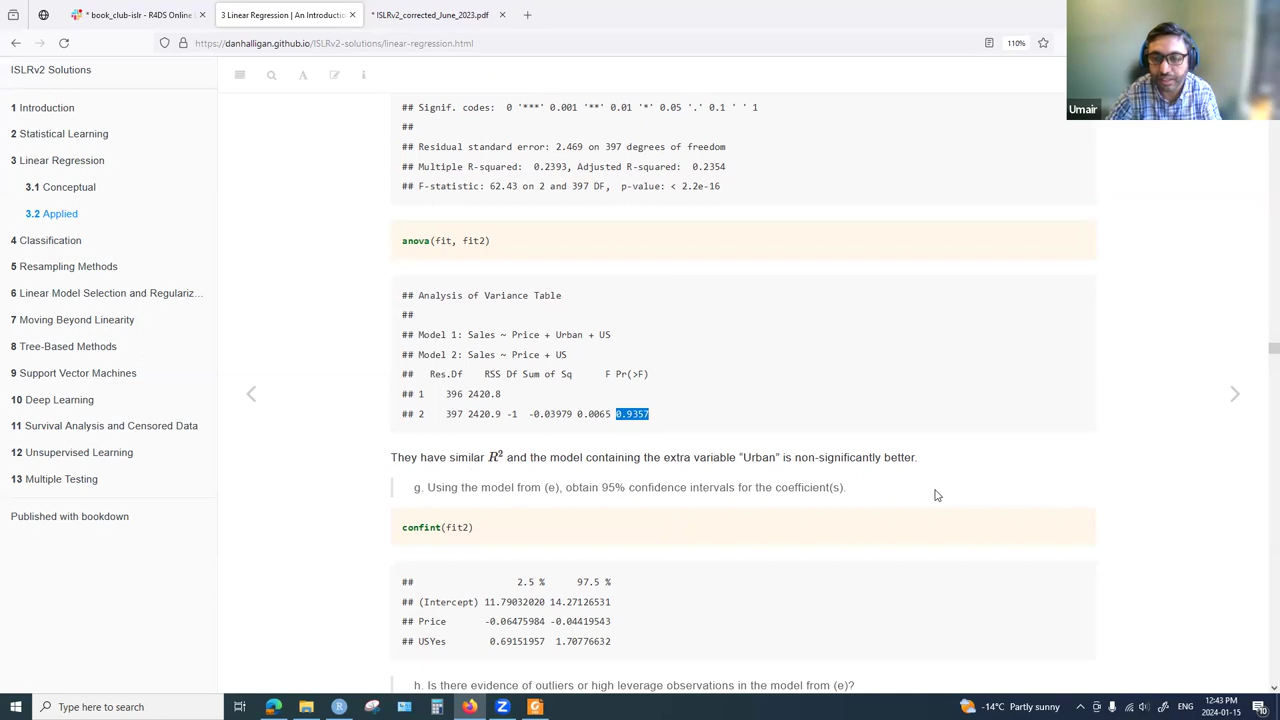 * book_club-islr - R4DS Online
3 Linear Regression | An Introductio
* ISLRv2_corrected_June_2023.pdf
https://danhalligan.github.io/ISLRv2-solutions/linear-regression.html
110%
Umair
ISLRv2 Solutions
1 Introduction
2 Statistical Learning
3 Linear Regression
3.1 Conceptual
3.2 Applied
4 Classification
5 Resampling Methods
6 Linear Model Selection and Regulariz...
7 Moving Beyond Linearity
8 Tree-Based Methods
9 Support Vector Machines
10 Deep Learning
11 Survival Analysis and Censored Data
12 Unsupervised Learning
13 Multiple Testing
Published with bookdown
## Signif. codes:  0 '***' 0.001 '**' 0.01 '*' 0.05 '.' 0.1 ' ' 1
##
## Residual standard error: 2.469 on 397 degrees of freedom
## Multiple R-squared:  0.2393, Adjusted R-squared:  0.2354
## F-statistic: 62.43 on 2 and 397 DF,  p-value: < 2.2e-16
anova(fit, fit2)
## Analysis of Variance Table
##
## Model 1: Sales ~ Price + Urban + US
## Model 2: Sales ~ Price + US
##   Res.Df    RSS Df Sum of Sq      F Pr(>F)
## 1    396 2420.8
## 2    397 2420.9 -1  -0.03979 0.0065 0.9357
They have similar R² and the model containing the extra variable "Urban" is non-significantly better.
g. Using the model from (e), obtain 95% confidence intervals for the coefficient(s).
confint(fit2)
##                   2.5 %      97.5 %
## (Intercept) 11.79032020 14.27126531
## Price       -0.06475984 -0.04419543
## USYes        0.69151957  1.70776632
h. Is there evidence of outliers or high leverage observations in the model from (e)?
Type here to search
-14°C Partly sunny
12:43 PM
2024-01-15
10